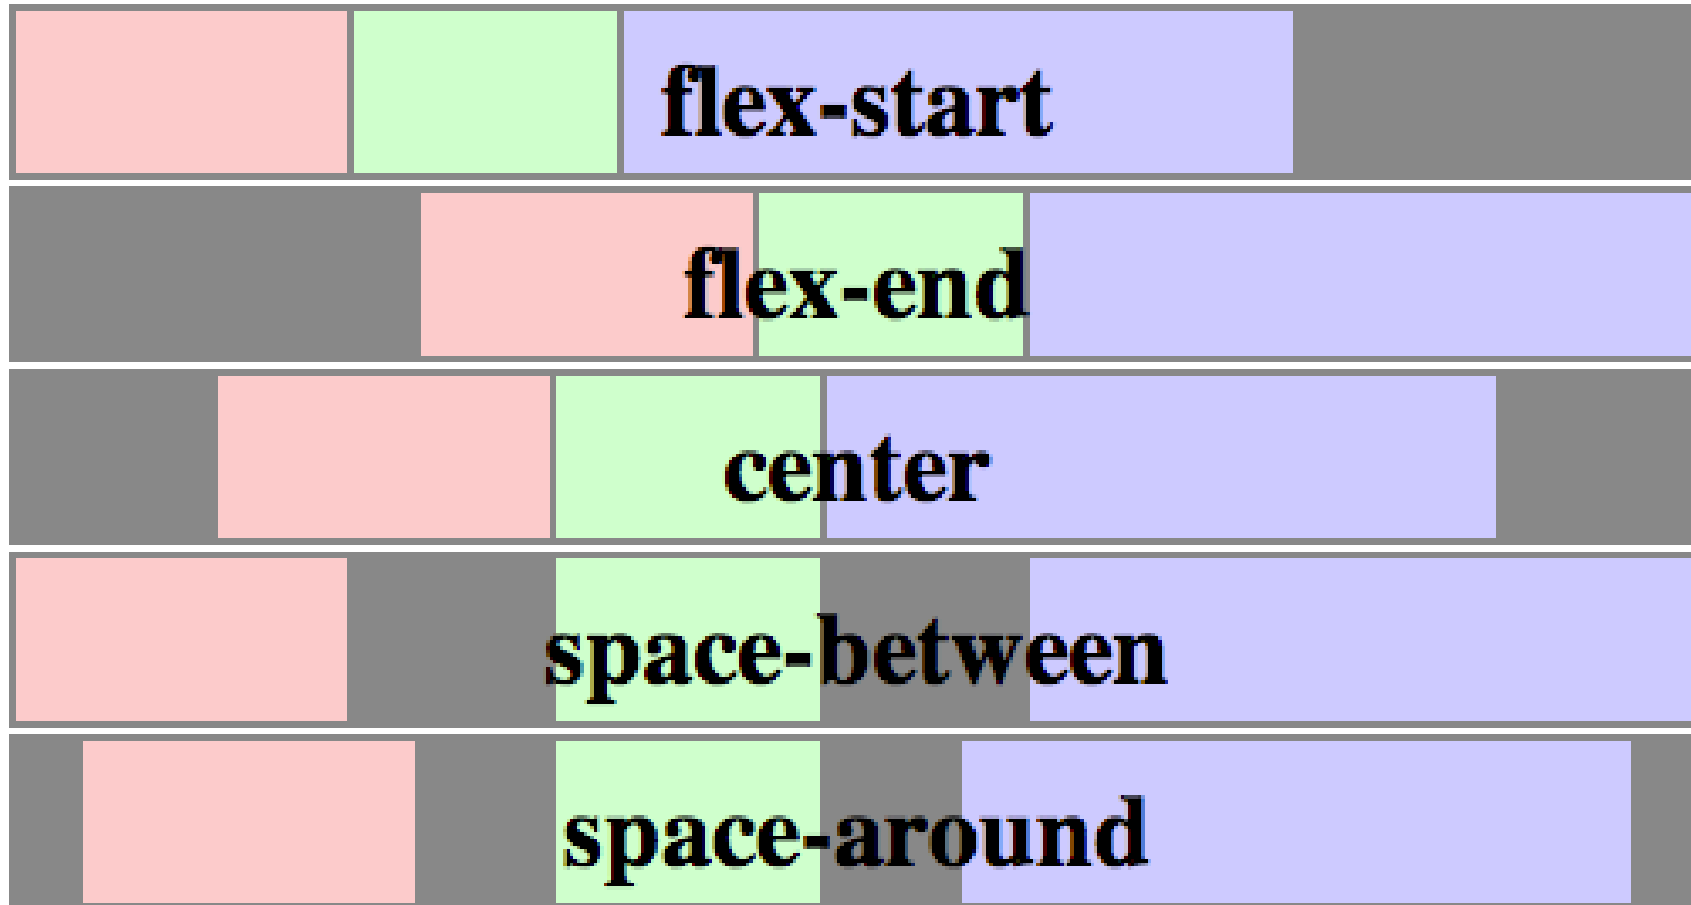 flex-start
flex-end
center
space-between
space-around